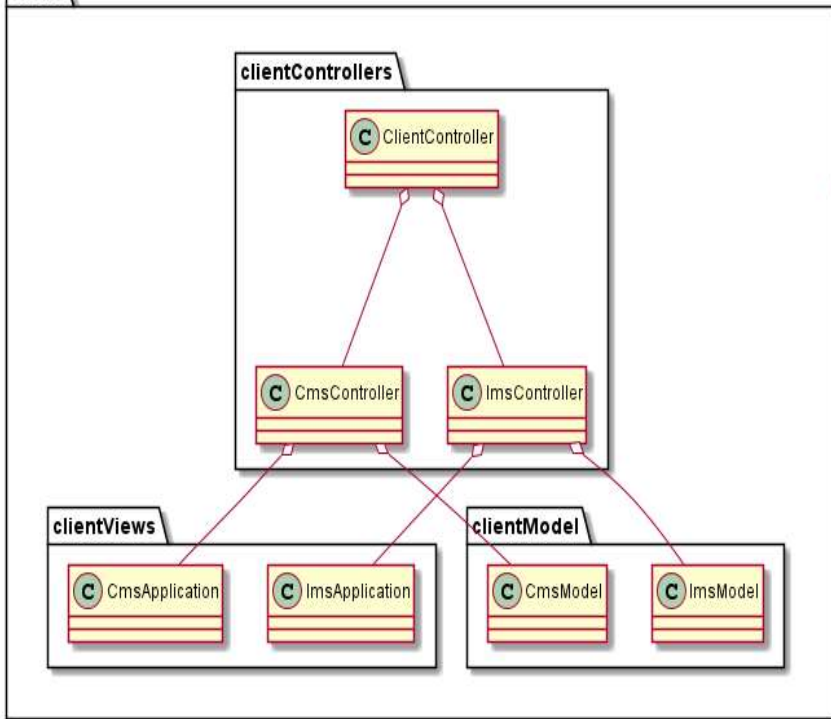 clientControllers
C ClientController
C CmsController
C ImsController
clientViews
C CmsApplication
C ImsApplication
clientModel
C CmsModel
C ImsModel